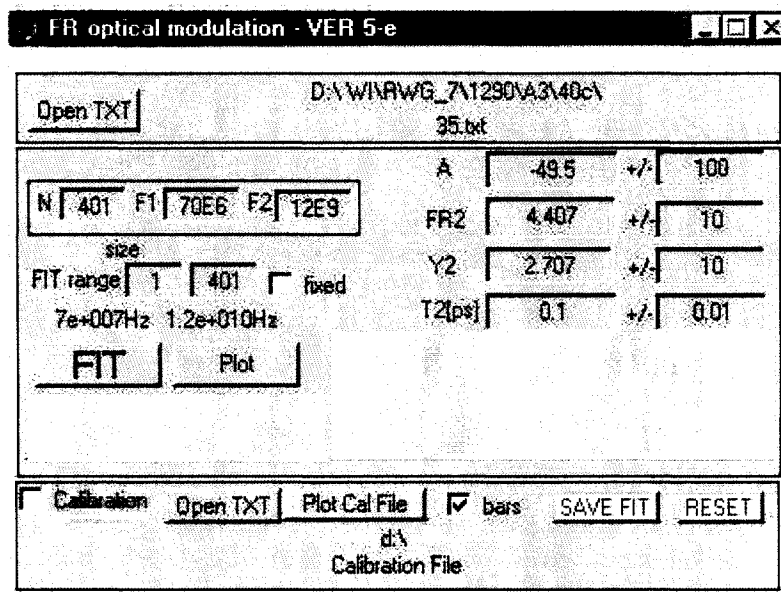 FR optical modulation - VER 5-e
Open TXT
D:\WI\RWG_7\1290\A3\40c\
35.txt
N 401 F1 70E6 F2 12E9
size
FIT range 1 401 fixed
7e+007Hz 1.2e+010Hz
FIT Plot
A -49.5 +/- 100
FR2 4.407 +/- 10
Y2 2.707 +/- 10
T2[ps] 0.1 +/- 0.01
Calibration Open TXT Plot Cal File bars SAVE FIT RESET
d:\
Calibration File